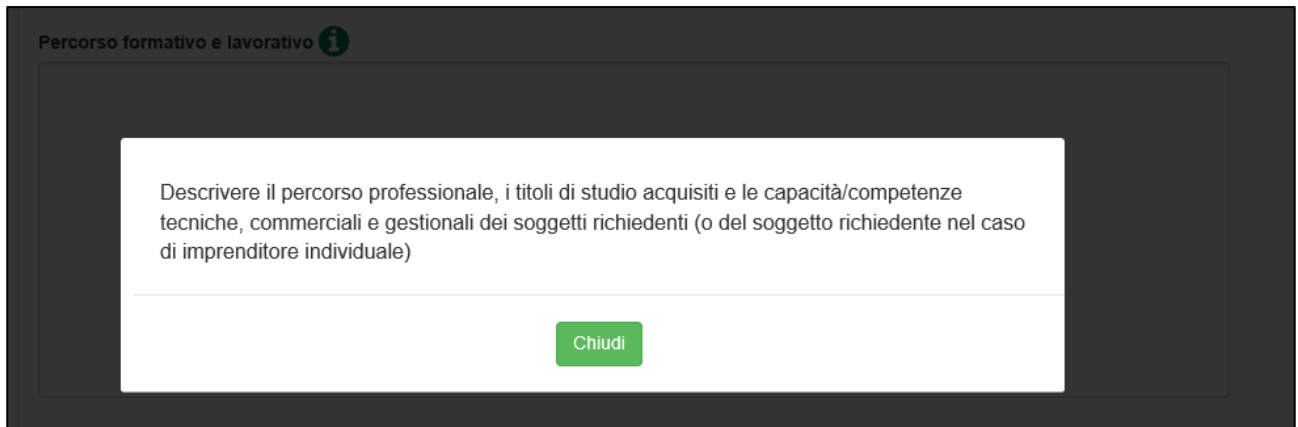 Percorso formativo e lavorativo
Descrivere il percorso professionale, i titoli di studio acquisiti e le capacità/competenze
tecniche, commerciali e gestionali dei soggetti richiedenti (o del soggetto richiedente nel caso
di imprenditore individuale)
Chiudi